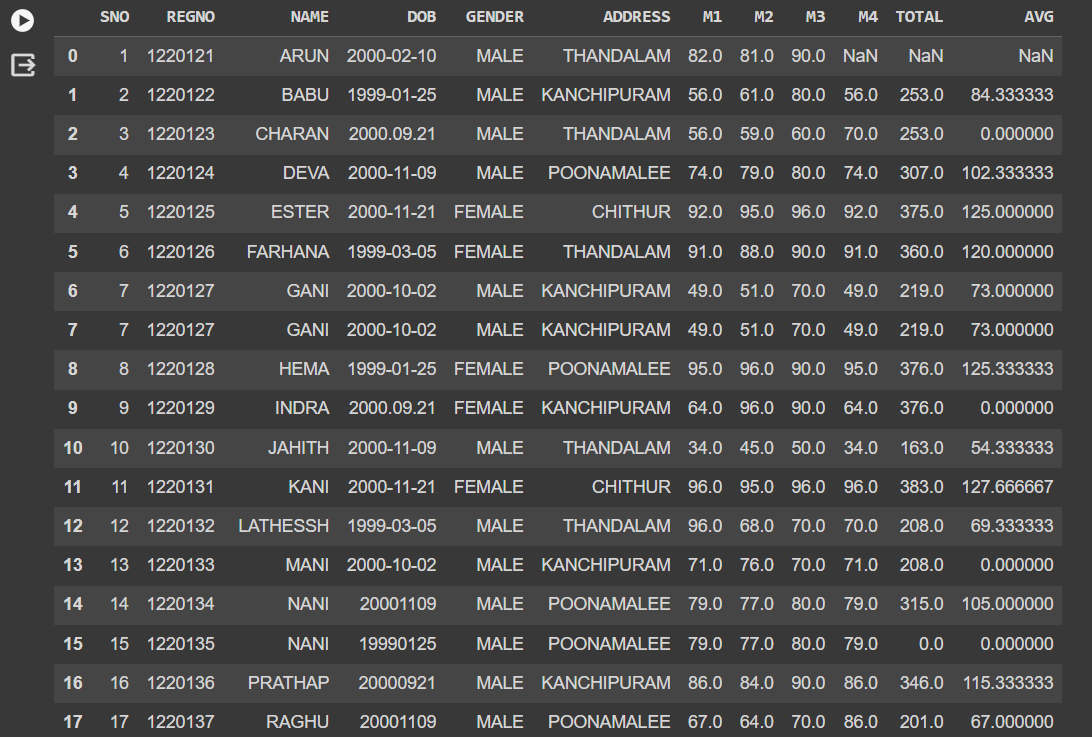 SNO REGNO NAME DOB GENDER ADDRESS M1 M2 M3 M4 TOTAL AVG
0 1 1220121 ARUN 2000-02-10 MALE THANDALAM 82.0 81.0 90.0 NaN NaN NaN
1 2 1220122 BABU 1999-01-25 MALE KANCHIPURAM 56.0 61.0 80.0 56.0 253.0 84.333333
2 3 1220123 CHARAN 2000.09.21 MALE THANDALAM 56.0 59.0 60.0 70.0 253.0 0.000000
3 4 1220124 DEVA 2000-11-09 MALE POONAMALEE 74.0 79.0 80.0 74.0 307.0 102.333333
4 5 1220125 ESTER 2000-11-21 FEMALE CHITHUR 92.0 95.0 96.0 92.0 375.0 125.000000
5 6 1220126 FARHANA 1999-03-05 FEMALE THANDALAM 91.0 88.0 90.0 91.0 360.0 120.000000
6 7 1220127 GANI 2000-10-02 MALE KANCHIPURAM 49.0 51.0 70.0 49.0 219.0 73.000000
7 7 1220127 GANI 2000-10-02 MALE KANCHIPURAM 49.0 51.0 70.0 49.0 219.0 73.000000
8 8 1220128 HEMA 1999-01-25 FEMALE POONAMALEE 95.0 96.0 90.0 95.0 376.0 125.333333
9 9 1220129 INDRA 2000.09.21 FEMALE KANCHIPURAM 64.0 96.0 90.0 64.0 376.0 0.000000
10 10 1220130 JAHITH 2000-11-09 MALE THANDALAM 34.0 45.0 50.0 34.0 163.0 54.333333
11 11 1220131 KANI 2000-11-21 FEMALE CHITHUR 96.0 95.0 96.0 96.0 383.0 127.666667
12 12 1220132 LATHESSH 1999-03-05 MALE THANDALAM 96.0 68.0 70.0 70.0 208.0 69.333333
13 13 1220133 MANI 2000-10-02 MALE KANCHIPURAM 71.0 76.0 70.0 71.0 208.0 0.000000
14 14 1220134 NANI 20001109 MALE POONAMALEE 79.0 77.0 80.0 79.0 315.0 105.000000
15 15 1220135 NANI 19990125 MALE POONAMALEE 79.0 77.0 80.0 79.0 0.0 0.000000
16 16 1220136 PRATHAP 20000921 MALE KANCHIPURAM 86.0 84.0 90.0 86.0 346.0 115.333333
17 17 1220137 RAGHU 20001109 MALE POONAMALEE 67.0 64.0 70.0 86.0 201.0 67.000000